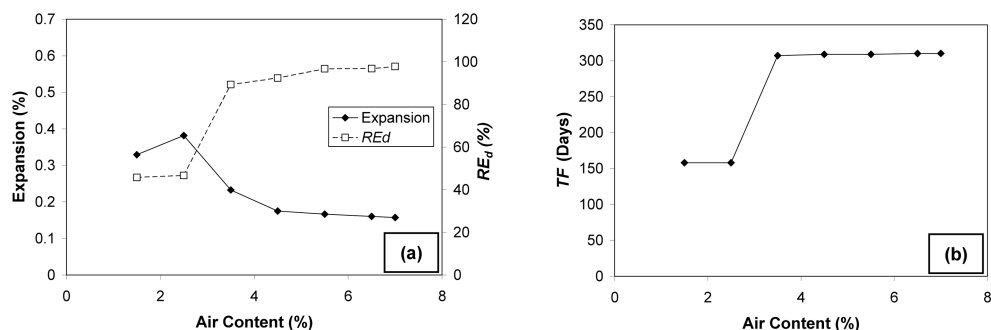 0.7
0.6
0.5
0.4
0.3
0.2
0.1
0
Expansion (%)
120
100
80
60
40
20
0
RE_d (%)
Expansion
REd
(a)
0 2 4 6 8
Air Content (%)
350
300
250
200
150
100
50
0
TF (Days)
(b)
0 2 4 6 8
Air Content (%)